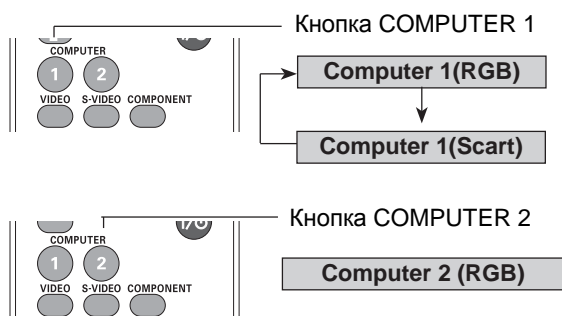 Кнопка COMPUTER 1
COMPUTER
1 2
VIDEO S-VIDEO COMPONENT
Computer 1(RGB)
Computer 1(Scart)
Кнопка COMPUTER 2
COMPUTER
1 2
VIDEO S-VIDEO COMPONENT
Computer 2 (RGB)